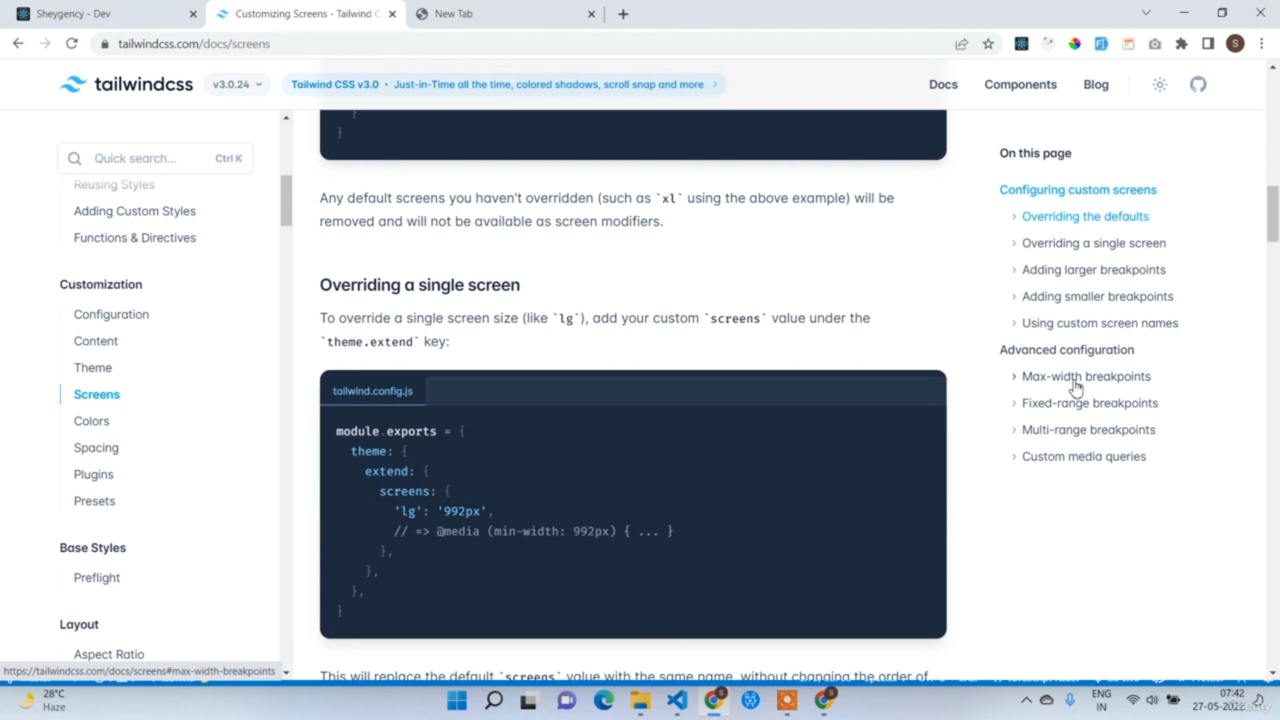 Sheygency - Dev
Customizing Screens - Tailwind C
New Tab
tailwindcss.com/docs/screens
S
tailwindcss
v3.0.24
Tailwind CSS v3.0 · Just-in-Time all the time, colored shadows, scroll snap and more
Docs
Components
Blog
Quick search...
Ctrl K
Reusing Styles
Adding Custom Styles
Functions & Directives
Customization
Configuration
Content
Theme
Screens
Colors
Spacing
Plugins
Presets
Base Styles
Preflight
Layout
Aspect Ratio
}
}
Any default screens you haven't overridden (such as `xl` using the above example) will be
removed and will not be available as screen modifiers.
Overriding a single screen
To override a single screen size (like `lg`), add your custom `screens` value under the
`theme.extend` key:
tailwind.config.js
module.exports = {
theme: {
extend: {
screens: {
'lg': '992px',
// => @media (min-width: 992px) { ... }
},
},
},
}
This will replace the default `screens` value with the same name, without changing the order of
On this page
Configuring custom screens
Overriding the defaults
Overriding a single screen
Adding larger breakpoints
Adding smaller breakpoints
Using custom screen names
Advanced configuration
Max-width breakpoints
Fixed-range breakpoints
Multi-range breakpoints
Custom media queries
https://tailwindcss.com/docs/screens#max-width-breakpoints
28°C
Haze
ENG
IN
07:42
27-05-2022